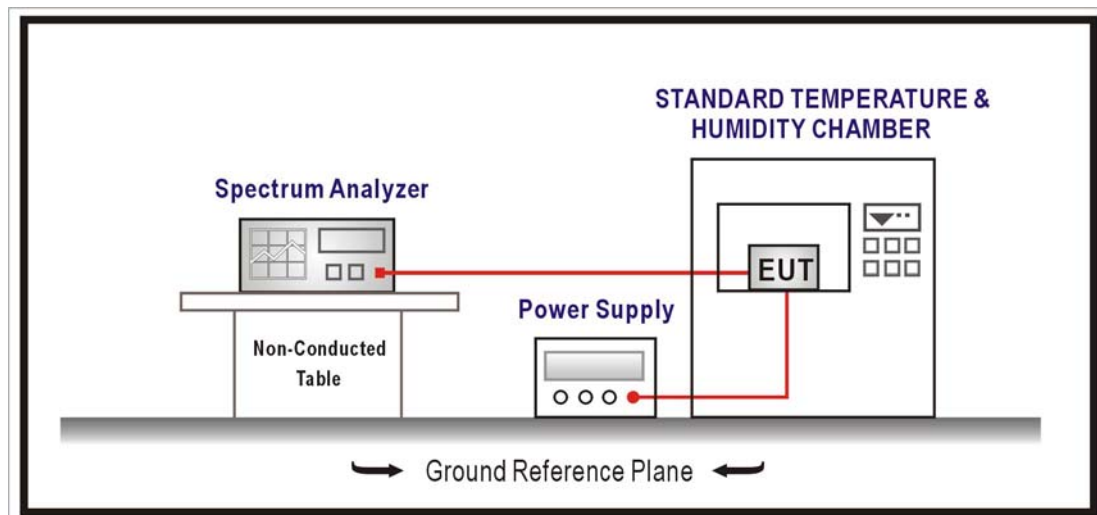 STANDARD TEMPERATURE &
HUMIDITY CHAMBER
Spectrum Analyzer
EUT
Power Supply
Non-Conducted
Table
Ground Reference Plane